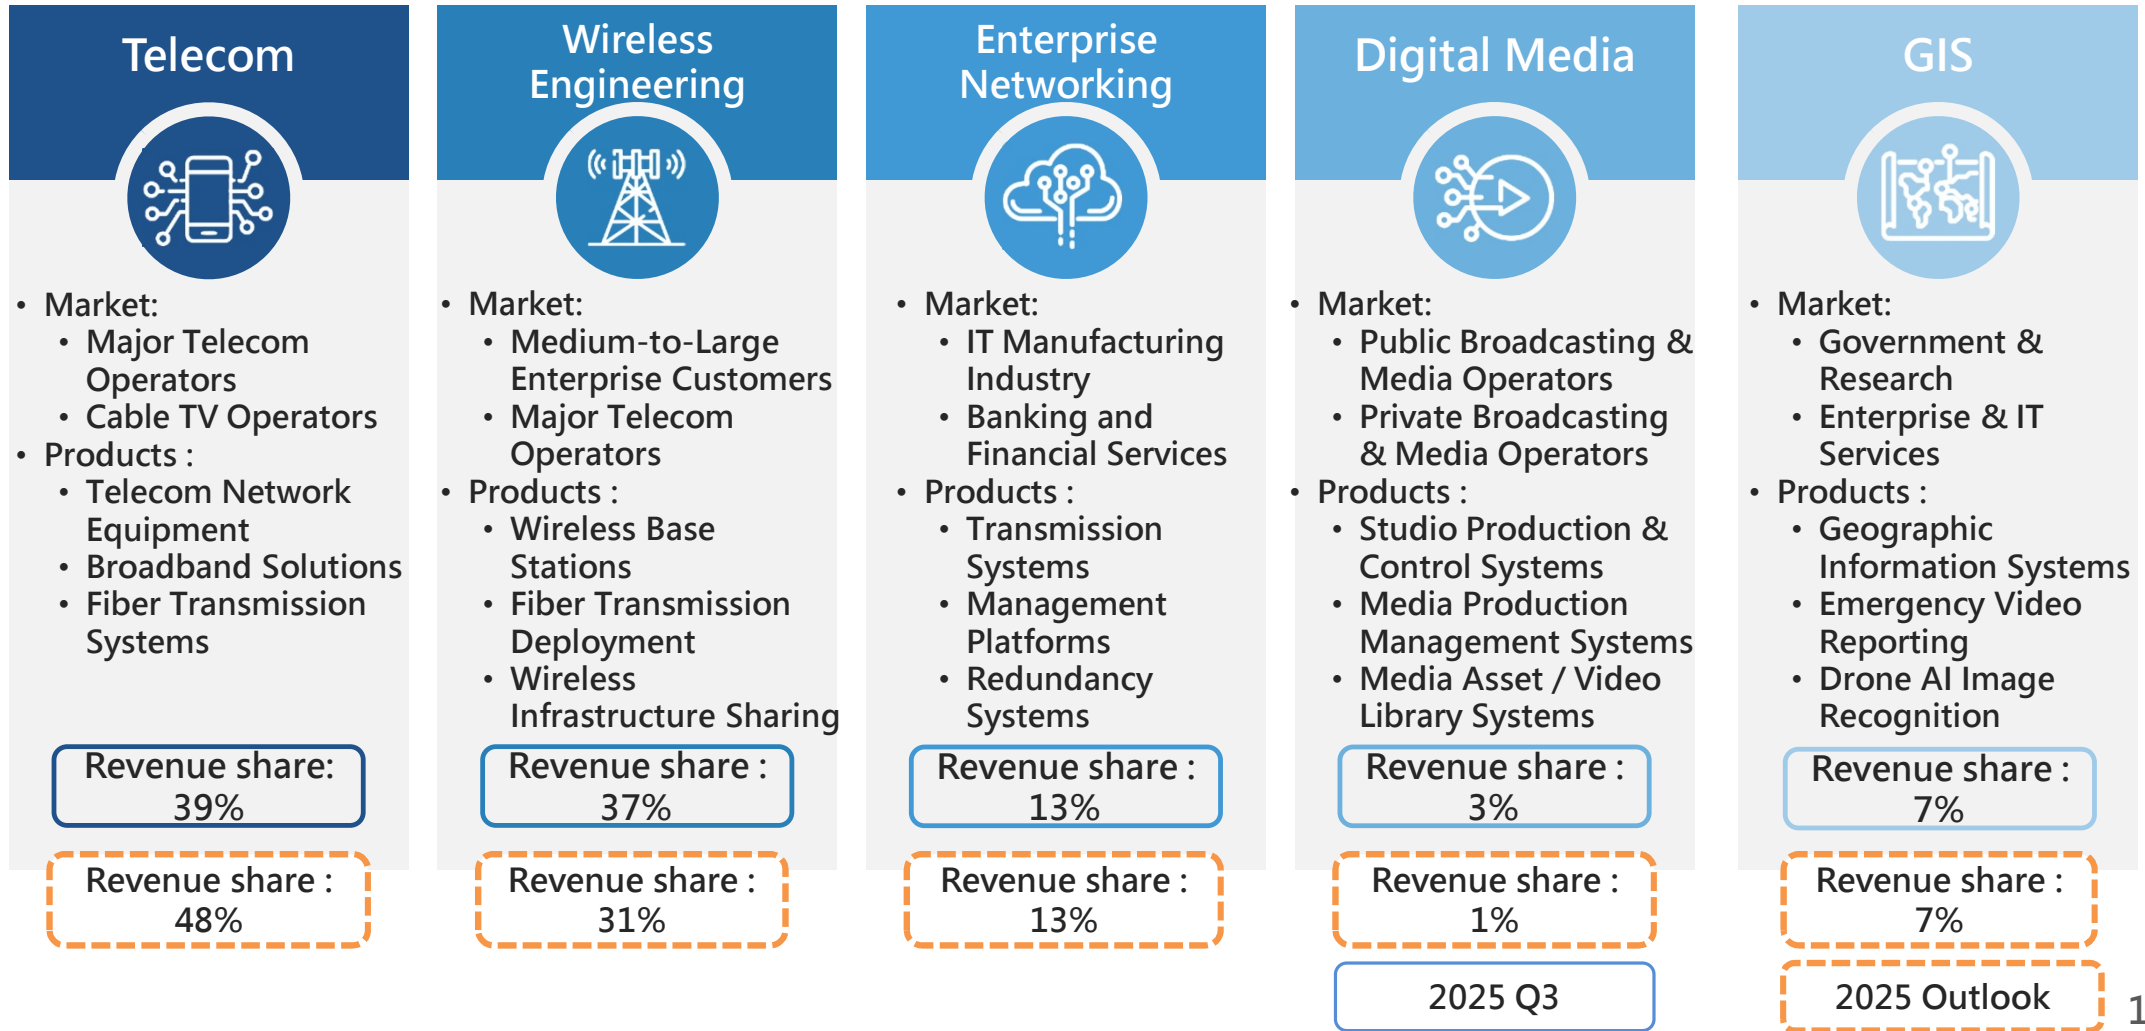 Telecom
• Market:
• Major Telecom
Operators
• Cable TV Operators
• Products :
• Telecom Network
Equipment
• Broadband Solutions
• Fiber Transmission
Systems
Revenue share:
39%
Revenue share :
48%
Wireless
Engineering
• Market:
• Medium-to-Large
Enterprise Customers
• Major Telecom
Operators
• Products :
• Wireless Base
Stations
• Fiber Transmission
Deployment
• Wireless
Infrastructure Sharing
Revenue share :
37%
Revenue share :
31%
Enterprise
Networking
• Market:
• IT Manufacturing
Industry
• Banking and
Financial Services
• Products :
• Transmission
Systems
• Management
Platforms
• Redundancy
Systems
Revenue share :
13%
Revenue share :
13%
Digital Media
• Market:
• Public Broadcasting &
Media Operators
• Private Broadcasting
& Media Operators
• Products :
• Studio Production &
Control Systems
• Media Production
Management Systems
• Media Asset / Video
Library Systems
Revenue share :
3%
Revenue share :
1%
GIS
• Market:
• Government &
Research
• Enterprise & IT
Services
• Products :
• Geographic
Information Systems
• Emergency Video
Reporting
• Drone AI Image
Recognition
Revenue share :
7%
Revenue share :
7%
2025 Q3
2025 Outlook